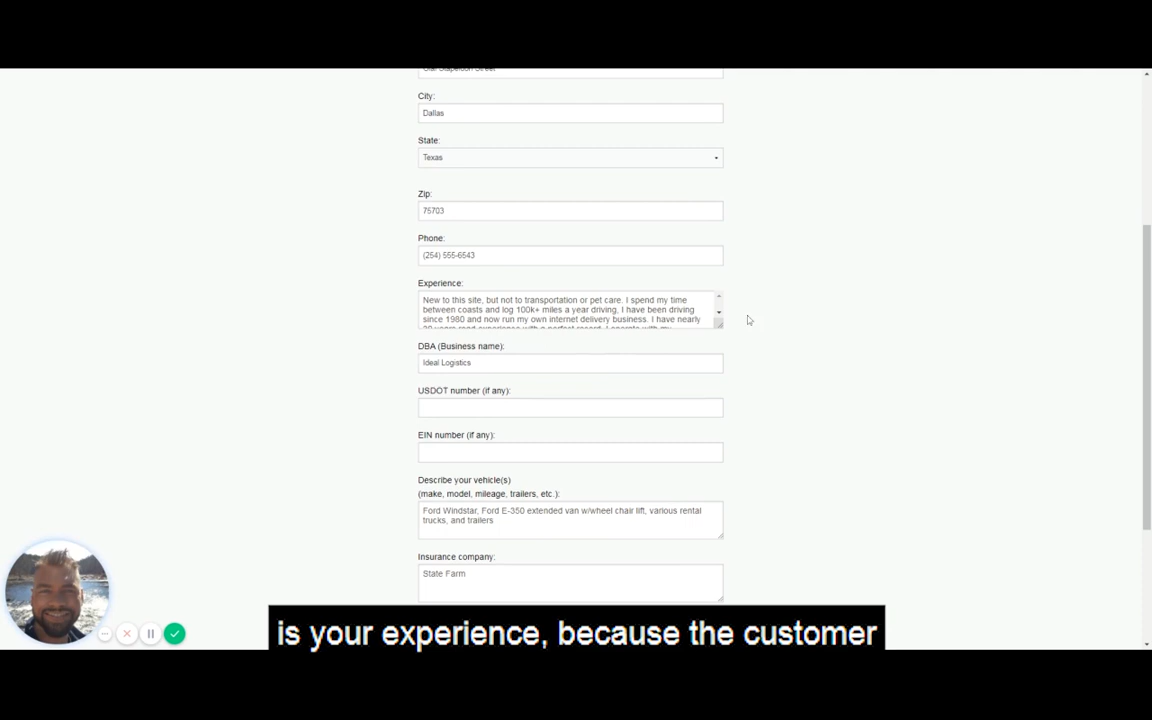 City:
Dallas
State:
Texas
Zip:
75703
Phone:
(254) 555-6543
Experience:
New to this site, but not to transportation or pet care. I spend my time
between coasts and log 100k+ miles a year driving, I have been driving
since 1980 and now run my own internet delivery business. I have nearly
DBA (Business name):
Ideal Logistics
USDOT number (if any):
EIN number (if any):
Describe your vehicle(s)
(make, model, mileage, trailers, etc.):
Ford Windstar, Ford E-350 extended van w/wheel chair lift, various rental
trucks, and trailers
Insurance company:
State Farm
is your experience, because the customer